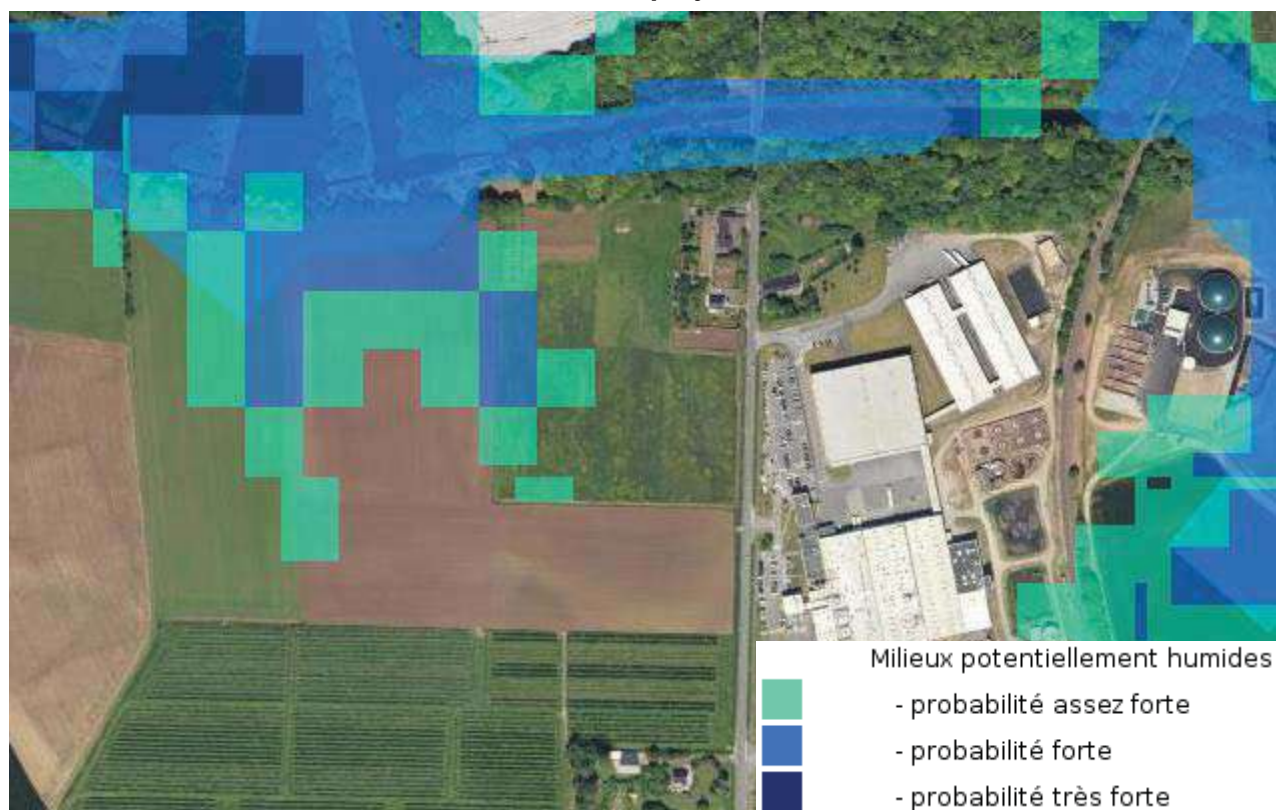 Milieux potentiellement humides
- probabilité assez forte
- probabilité forte
- probabilité très forte